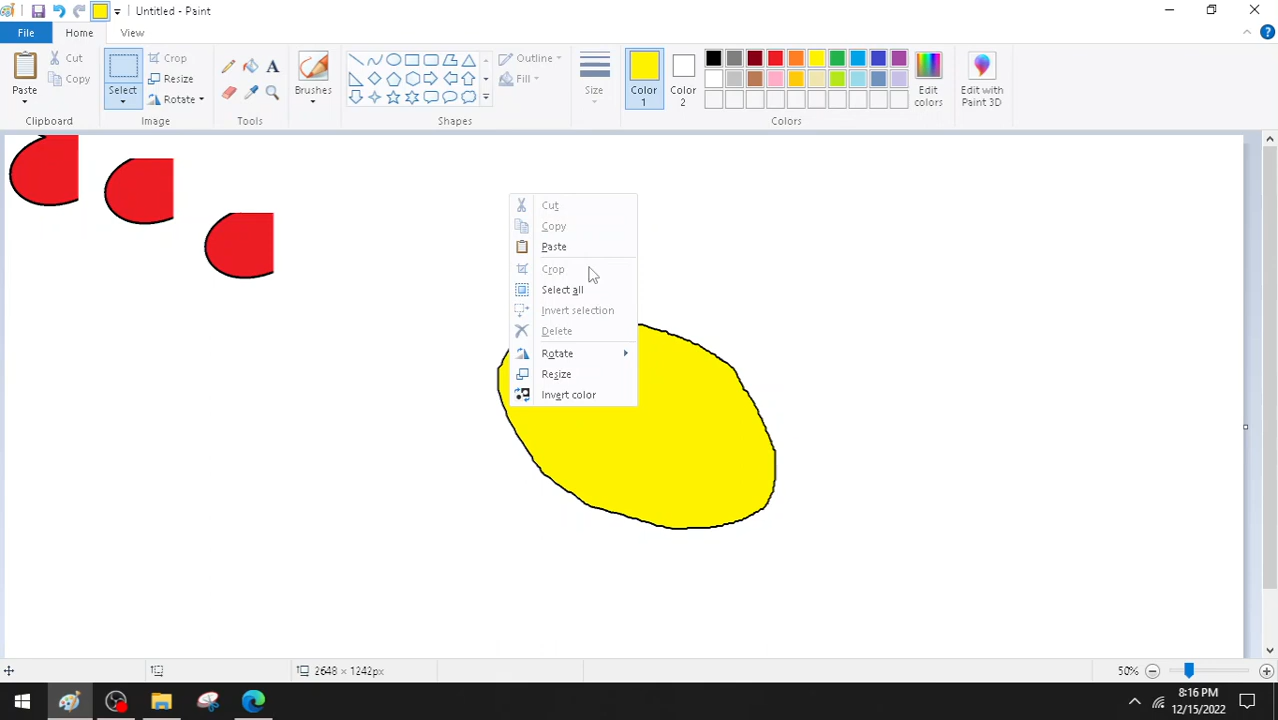 Untitled - Paint
File Home View
Paste
Cut
Copy
Clipboard
Select
Crop
Resize
Rotate
Image
A
Tools
Brushes
Outline
Fill
Shapes
Size
Color
1
Color
2
Edit
colors
Colors
Edit with
Paint 3D
Cut
Copy
Paste
Crop
Select all
Invert selection
Delete
Rotate
Resize
Invert color
2648 × 1242px
50%
8:16 PM
12/15/2022